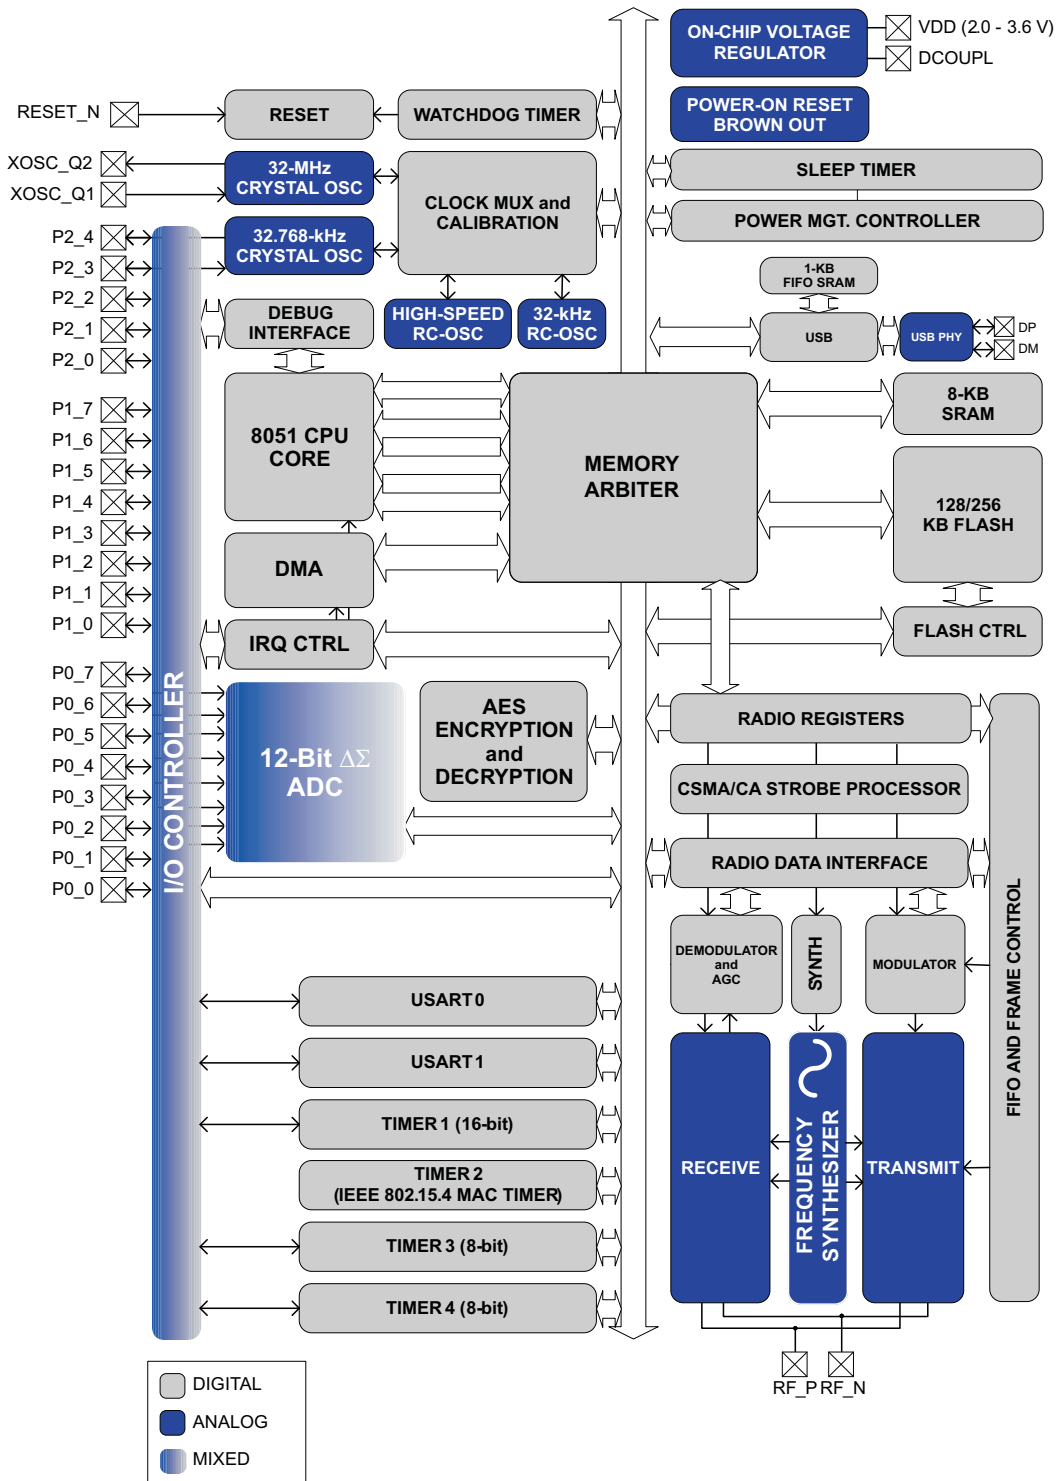 ON-CHIP VOLTAGE
REGULATOR
VDD (2.0 - 3.6 V)
DCOUPL
POWER-ON RESET
BROWN OUT
RESET_N
RESET
WATCHDOG TIMER
SLEEP TIMER
POWER MGT. CONTROLLER
XOSC_Q2
XOSC_Q1
32-MHz
CRYSTAL OSC
CLOCK MUX and
CALIBRATION
32.768-kHz
CRYSTAL OSC
HIGH-SPEED
RC-OSC
32-kHz
RC-OSC
DEBUG
INTERFACE
1-KB
FIFO SRAM
USB
USB PHY
DP
DM
P2_4
P2_3
P2_2
P2_1
P2_0
P1_7
P1_6
P1_5
P1_4
P1_3
P1_2
P1_1
P1_0
P0_7
P0_6
P0_5
P0_4
P0_3
P0_2
P0_1
P0_0
I/O CONTROLLER
8051 CPU
CORE
DMA
IRQ CTRL
MEMORY
ARBITER
8-KB
SRAM
128/256
KB FLASH
FLASH CTRL
12-Bit ΔΣ
ADC
AES
ENCRYPTION
and
DECRYPTION
RADIO REGISTERS
CSMA/CA STROBE PROCESSOR
RADIO DATA INTERFACE
DEMODULATOR
and
AGC
SYNTH
MODULATOR
FIFO AND FRAME CONTROL
RECEIVE
FREQUENCY
SYNTHESIZER
TRANSMIT
USART 0
USART 1
TIMER 1 (16-bit)
TIMER 2
(IEEE 802.15.4 MAC TIMER)
TIMER 3 (8-bit)
TIMER 4 (8-bit)
RF_P
RF_N
DIGITAL
ANALOG
MIXED